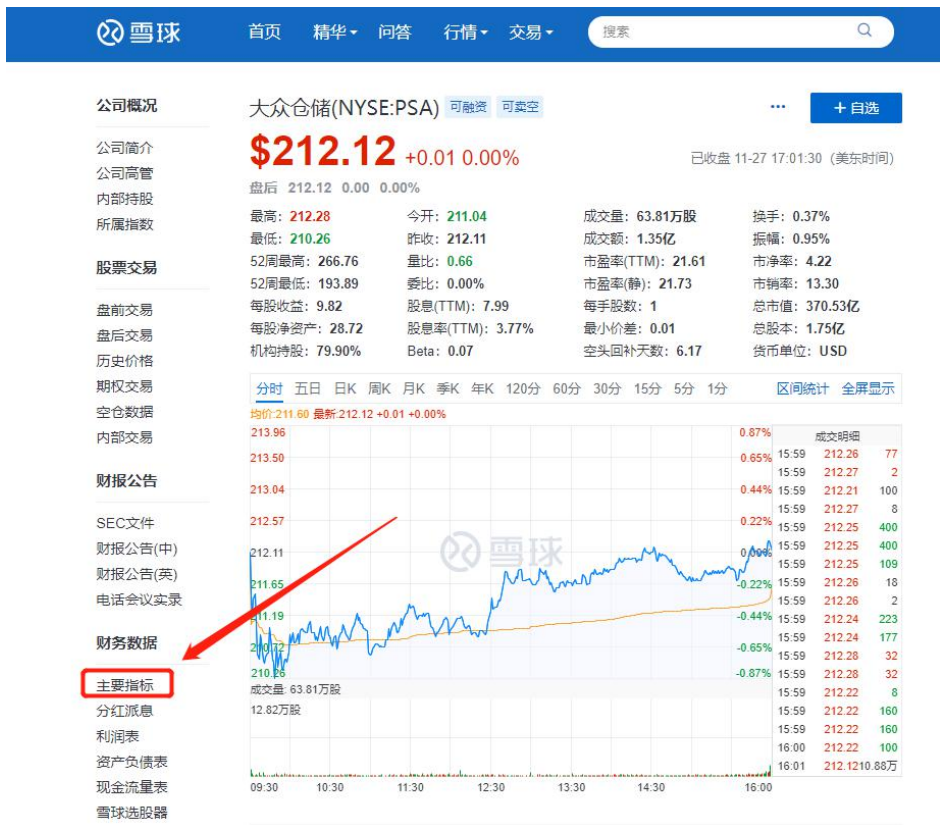 雪球 首页 精华 问答 行情 交易 搜索
公司概况
公司简介
公司高管
内部持股
所属指数
股票交易
盘前交易
盘后交易
历史价格
期权交易
空仓数据
内部交易
财报公告
SEC文件
财报公告(中)
财报公告(英)
电话会议实录
财务数据
主要指标
分红派息
利润表
资产负债表
现金流量表
雪球选股器
大众仓储(NYSE:PSA) 可融资 可卖空 ... + 自选
$212.12 +0.01 0.00% 已收盘 11-27 17:01:30 (美东时间)
盘后 212.12 0.00 0.00%
最高: 212.28 今开: 211.04 成交量: 63.81万股 换手: 0.37%
最低: 210.26 昨收: 212.11 成交额: 1.35亿 振幅: 0.95%
52周最高: 266.76 量比: 0.66 市盈率(TTM): 21.61 市净率: 4.22
52周最低: 193.89 委比: 0.00% 市盈率(静): 21.73 市销率: 13.30
每股收益: 9.82 股息(TTM): 7.99 每手股数: 1 总市值: 370.53亿
每股净资产: 28.72 股息率(TTM): 3.77% 最小价差: 0.01 总股本: 1.75亿
机构持股: 79.90% Beta: 0.07 空头回补天数: 6.17 货币单位: USD
分时 五日 日K 周K 月K 季K 年K 120分 60分 30分 15分 5分 1分 区间统计 全屏显示
均价:211.60 最新:212.12 +0.01 +0.00%
213.96 0.87%
213.50 0.65%
213.04 0.44%
212.57 0.22%
212.11 0.00%
211.65 -0.22%
211.19 -0.44%
210.72 -0.65%
210.26 -0.87%
雪球
成交量: 63.81万股
12.82万股
09:30 10:30 11:30 12:30 13:30 14:30 16:00
成交明细
15:59 212.26 77
15:59 212.27 2
15:59 212.21 100
15:59 212.27 8
15:59 212.25 400
15:59 212.25 400
15:59 212.25 109
15:59 212.26 18
15:59 212.26 2
15:59 212.24 223
15:59 212.24 177
15:59 212.28 32
15:59 212.28 32
15:59 212.22 8
15:59 212.22 160
15:59 212.22 160
16:00 212.22 100
16:01 212.12 10.88万